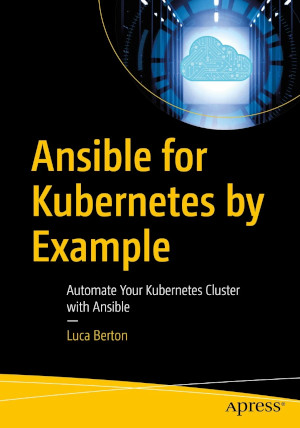 Ansible for
Kubernetes by
Example
Automate Your Kubernetes Cluster
with Ansible
—
Luca Berton
Apress®